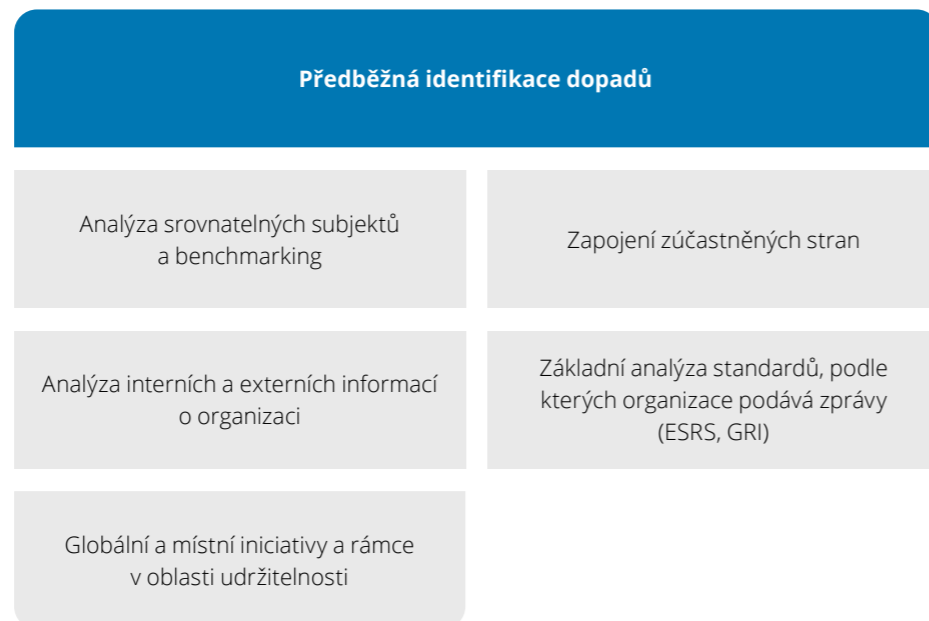 Předběžná identifikace dopadů
Analýza srovnatelných subjektů
a benchmarking
Zapojení zúčastněných stran
Analýza interních a externích informací
o organizaci
Základní analýza standardů, podle
kterých organizace podává zprávy
(ESRS, GRI)
Globální a místní iniciativy a rámce
v oblasti udržitelnosti